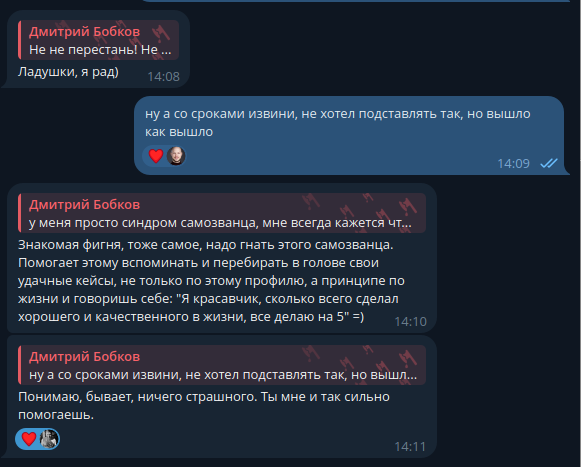 Дмитрий Бобков
Не не перестань! Не ...
Ладушки, я рад)
14:08
ну а со сроками извини, не хотел подставлять так, но вышло
как вышло
14:09
Дмитрий Бобков
у меня просто синдром самозванца, мне всегда кажется чт...
Знакомая фигня, тоже самое, надо гнать этого самозванца.
Помогает этому вспоминать и перебирать в голове свои
удачные кейсы, не только по этому профилю, а принципе по
жизни и говоришь себе: "Я красавчик, сколько всего сделал
хорошего и качественного в жизни, все делаю на 5" =)
14:10
Дмитрий Бобков
ну а со сроками извини, не хотел подставлять так, но вышл...
Понимаю, бывает, ничего страшного. Ты мне и так сильно
помогаешь.
14:11